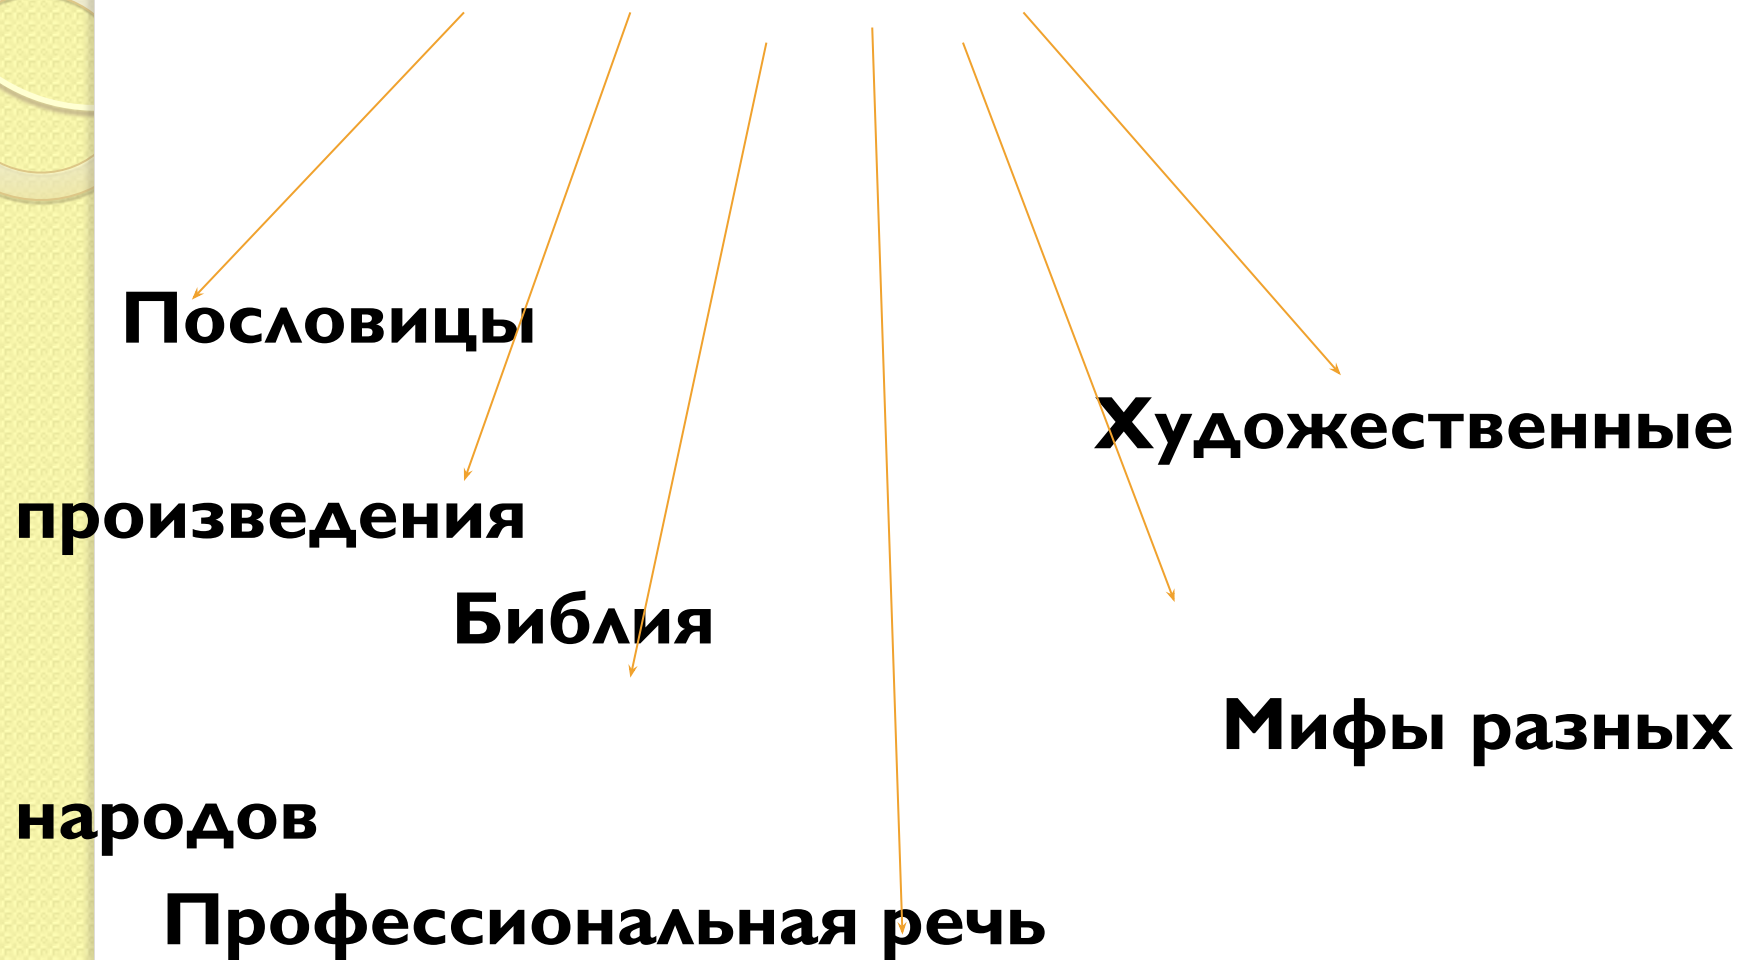 Пословицы
Художественные
произведения
Библия
Мифы разных
народов
Профессиональная речь